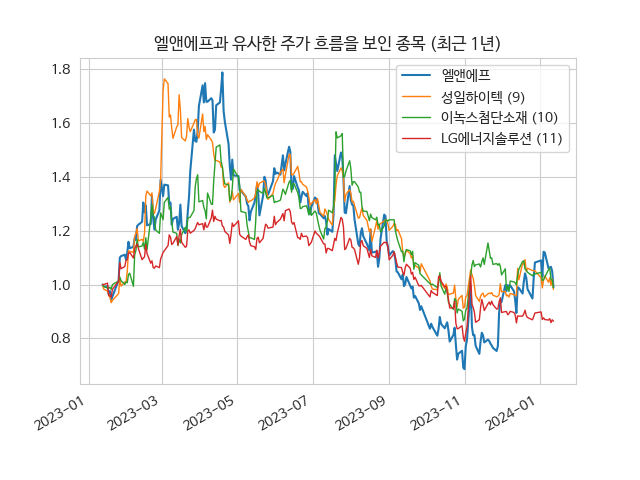 엘앤에프과 유사한 주가 흐름을 보인 종목 (최근 1년)
엘앤에프
성일하이텍 (9)
이녹스첨단소재 (10)
LG에너지솔루션 (11)
1.8
1.6
1.4
1.2
1.0
0.8
2023-01
2023-03
2023-05
2023-07
2023-09
2023-11
2024-01